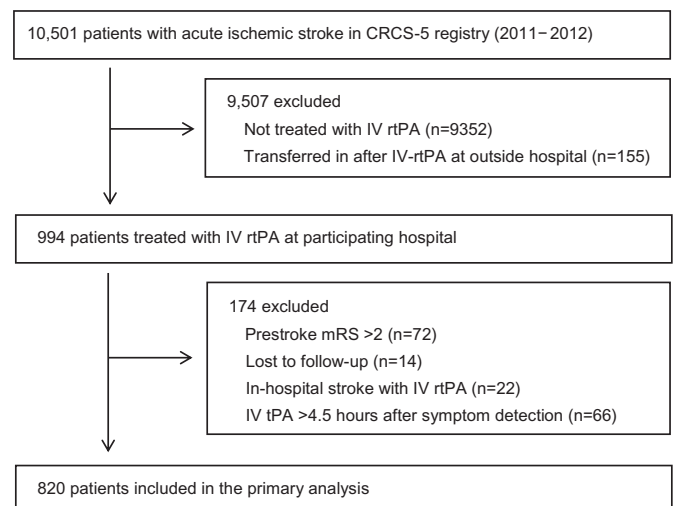 10,501 patients with acute ischemic stroke in CRCS-5 registry (2011−2012)
9,507 excluded
Not treated with IV rtPA (n=9352)
Transferred in after IV-rtPA at outside hospital (n=155)
994 patients treated with IV rtPA at participating hospital
174 excluded
Prestroke mRS >2 (n=72)
Lost to follow-up (n=14)
In-hospital stroke with IV rtPA (n=22)
IV tPA >4.5 hours after symptom detection (n=66)
820 patients included in the primary analysis